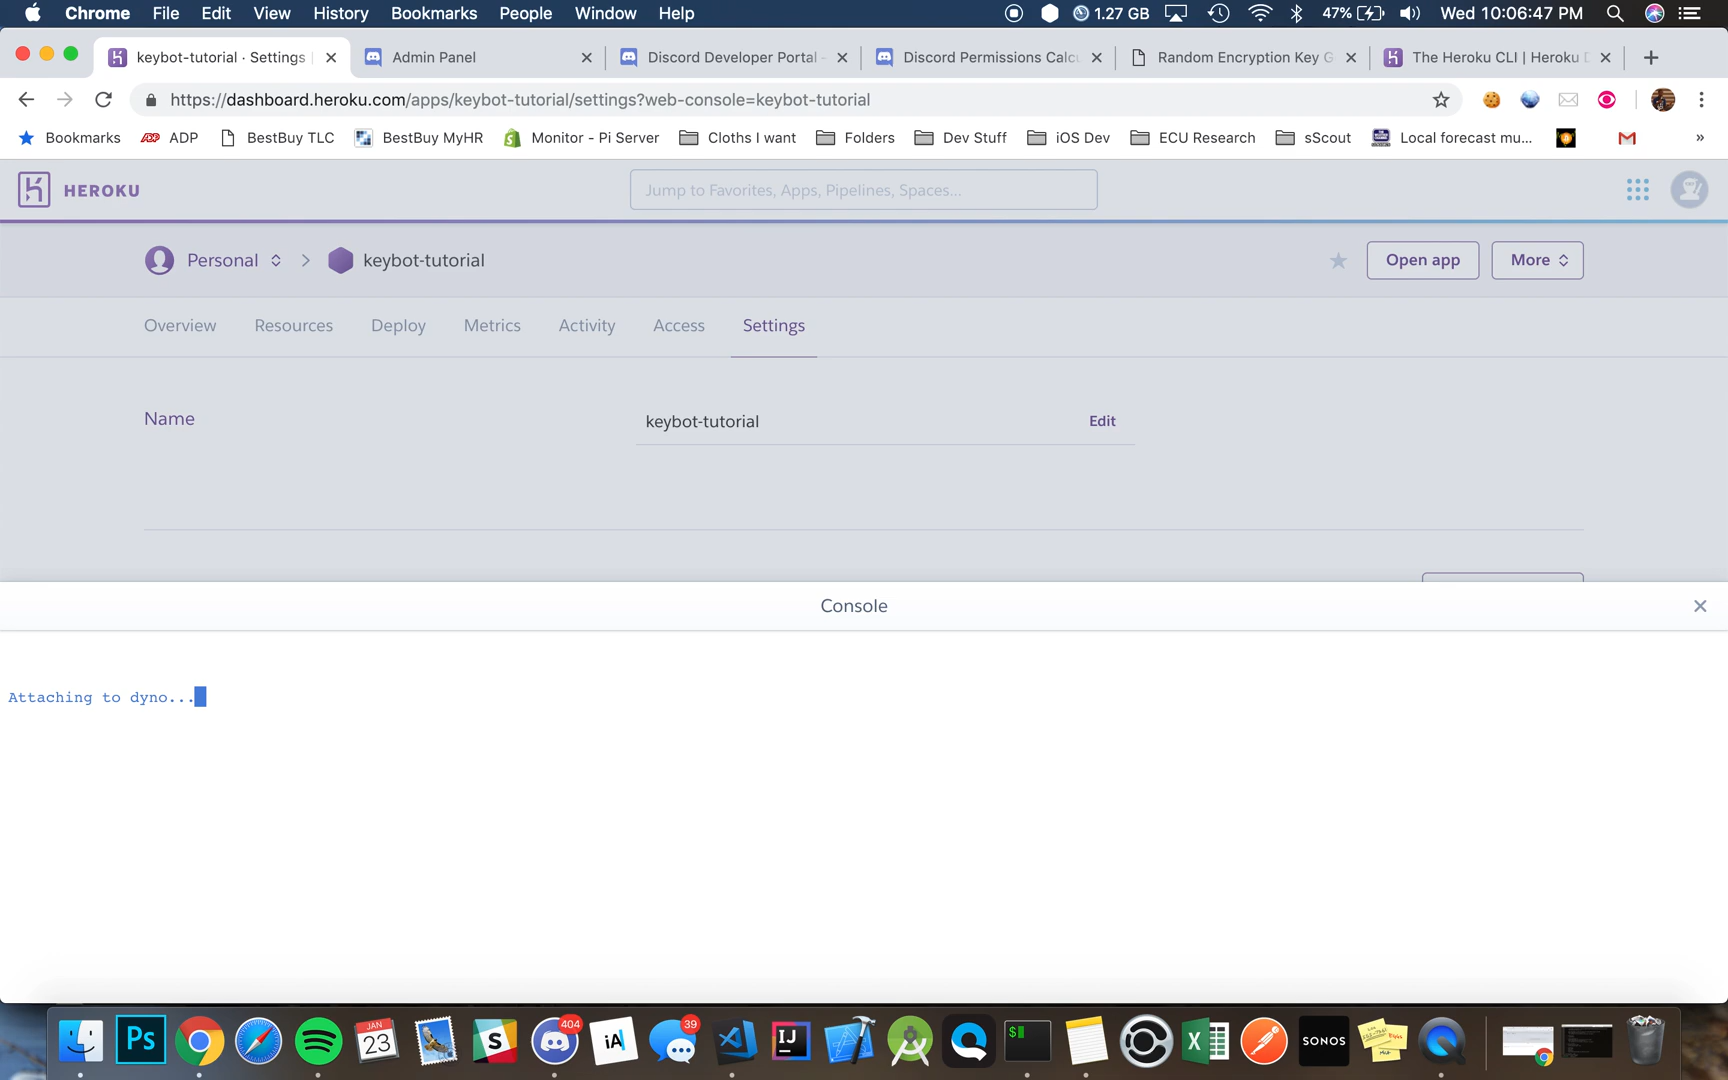 Chrome File Edit View History Bookmarks People Window Help 1.27 GB 47% Wed 10:06:47 PM
keybot-tutorial · Settings Admin Panel Discord Developer Portal - Discord Permissions Calc Random Encryption Key G The Heroku CLI | Heroku D
https://dashboard.heroku.com/apps/keybot-tutorial/settings?web-console=keybot-tutorial
Bookmarks ADP BestBuy TLC BestBuy MyHR Monitor - Pi Server Cloths I want Folders Dev Stuff iOS Dev ECU Research sScout Local forecast mu... »
HEROKU Jump to Favorites, Apps, Pipelines, Spaces...
Personal keybot-tutorial Open app More
Overview Resources Deploy Metrics Activity Access Settings
Name keybot-tutorial Edit
Console
Attaching to dyno...
Ps JAN 23 S 404 iA 39 IJ $ SONOS